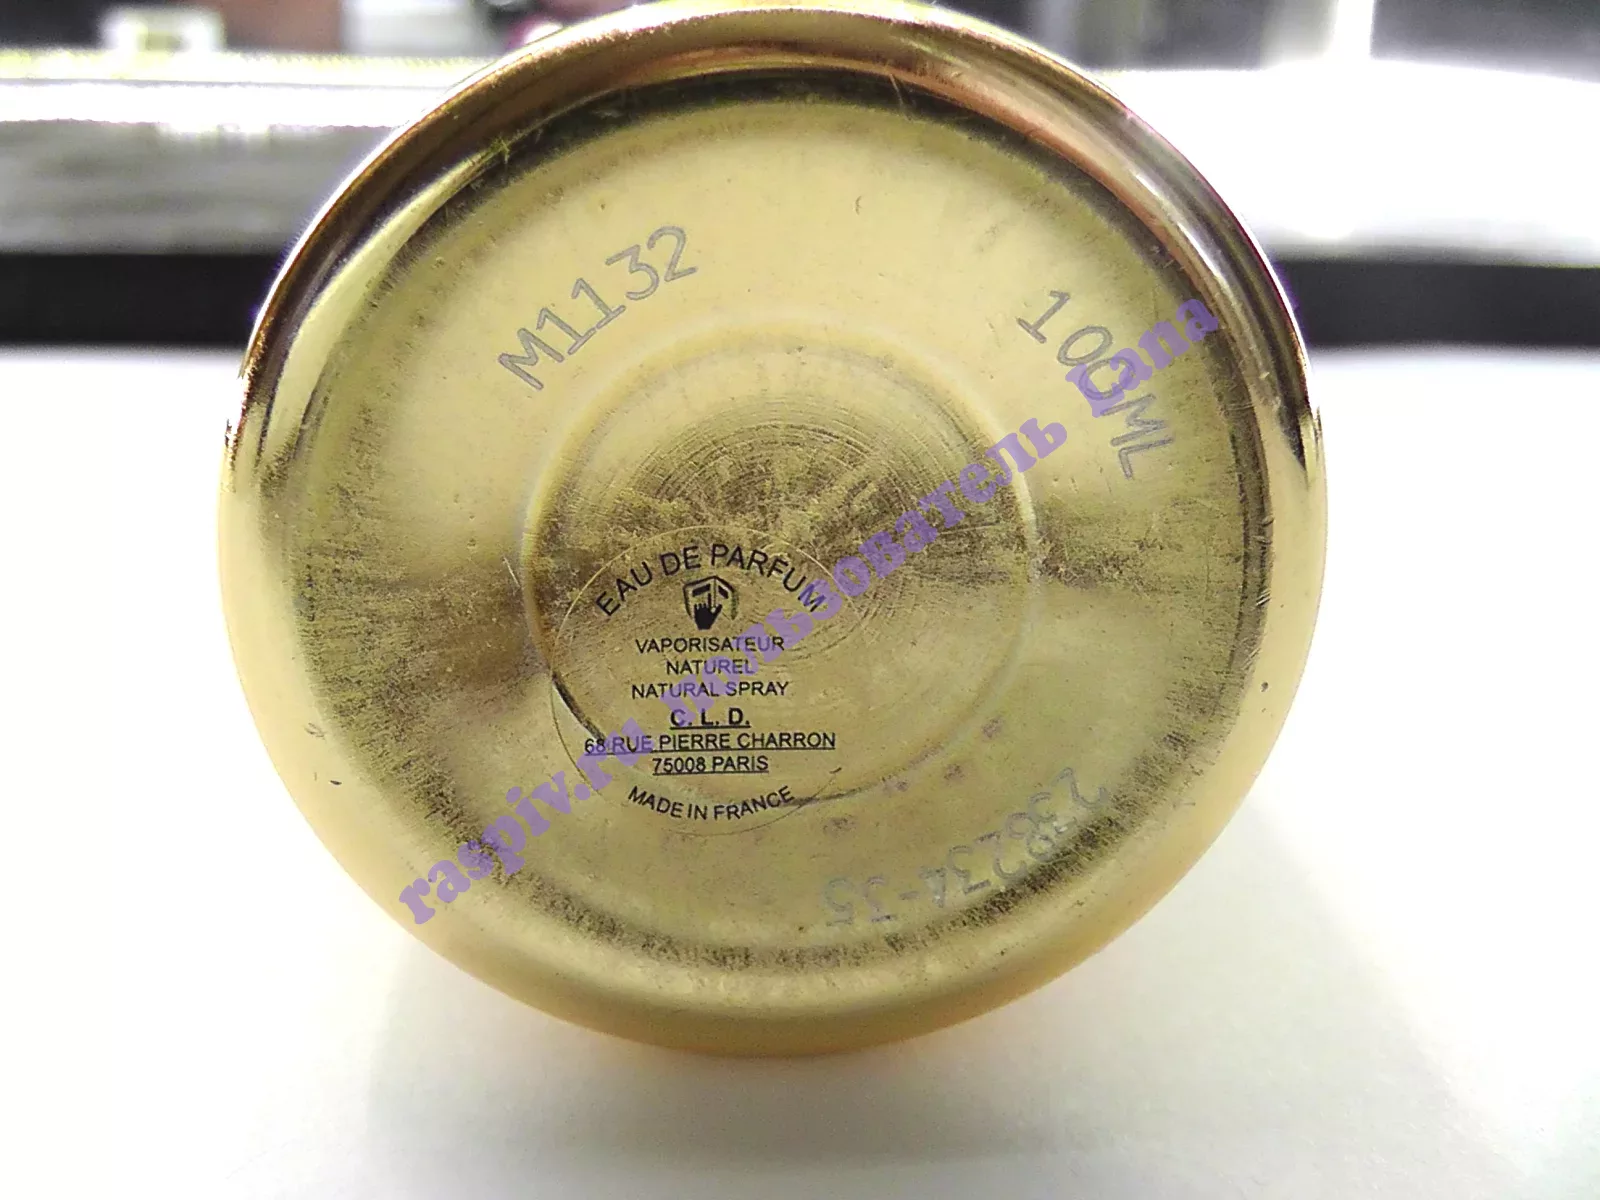 M1132
100ML
EAU DE PARFUM
VAPORISATEUR
NATUREL
NATURAL SPRAY
C. L. D.
68 RUE PIERRE CHARRON
75008 PARIS
MADE IN FRANCE
238234-35
raspiv.ru пользователь Pana